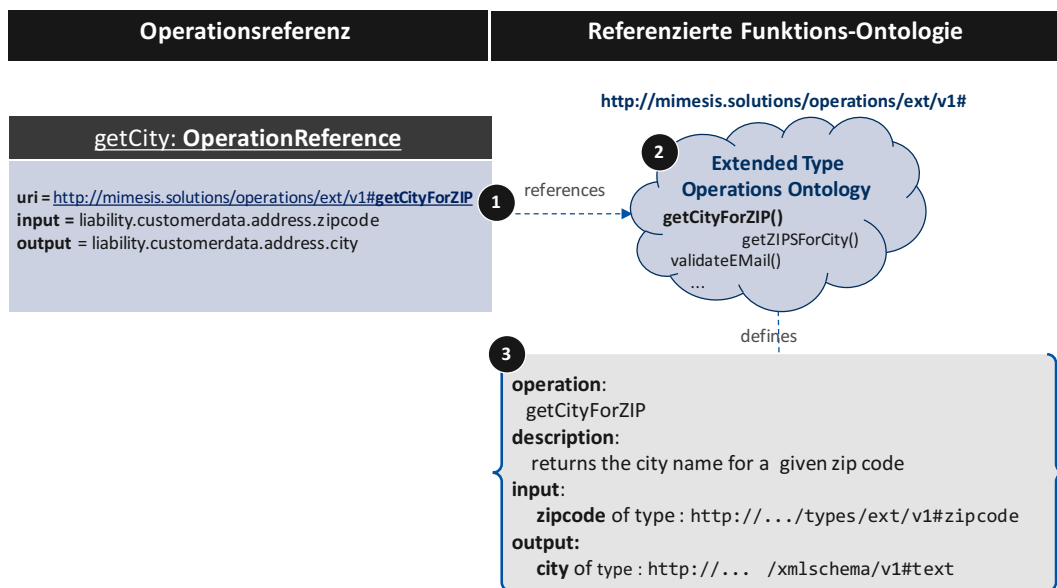 Operationsreferenz
Referenzierte Funktions-Ontologie
http://mimesis.solutions/operations/ext/v1#
getCity: OperationReference
uri = http://mimesis.solutions/operations/ext/v1#getCityForZIP
input = liability.customerdata.address.zipcode
output = liability.customerdata.address.city
1
references
2
Extended Type
Operations Ontology
getCityForZIP()
getZIPSForCity()
validateEMail()
...
defines
3
operation:
getCityForZIP
description:
returns the city name for a given zip code
input:
zipcode of type : http://.../types/ext/v1#zipcode
output:
city of type : http://... /xmlschema/v1#text